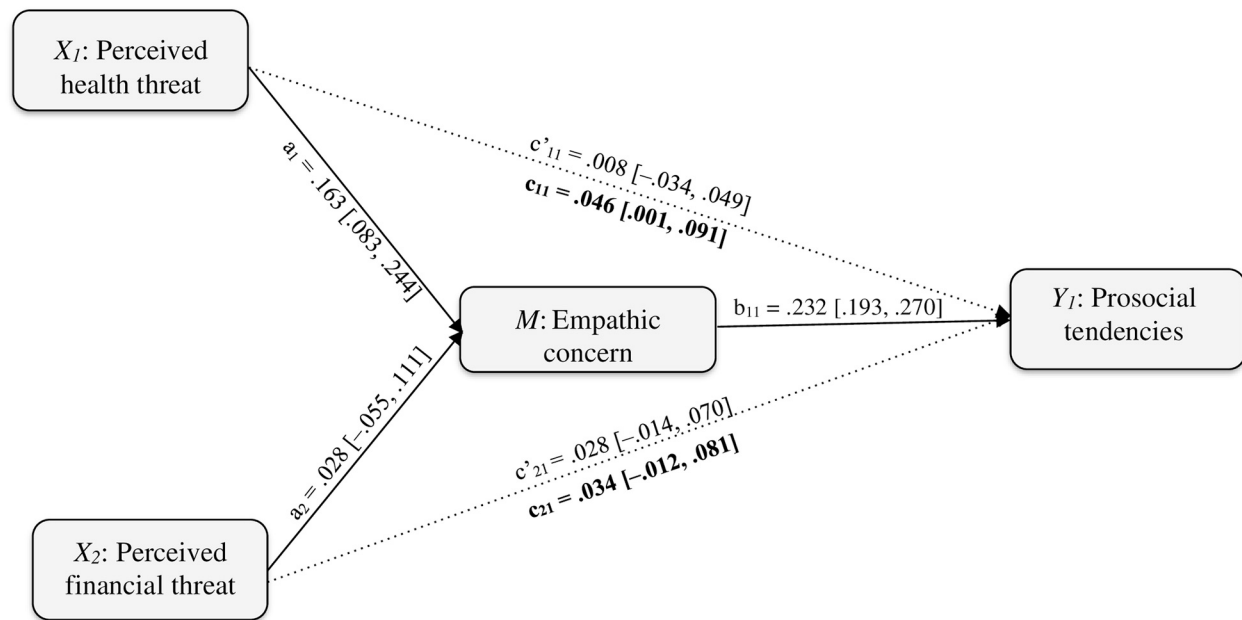 X₁: Perceived
health threat
c'₁₁ = .008 [–.034, .049]
c₁₁ = .046 [.001, .091]
a₁ = .163 [.083, .244]
M: Empathic
concern
b₁₁ = .232 [.193, .270]
Y₁: Prosocial
tendencies
a₂ = .028 [–.055, .111]
c'₂₁ = .028 [–.014, .070]
c₂₁ = .034 [–.012, .081]
X₂: Perceived
financial threat